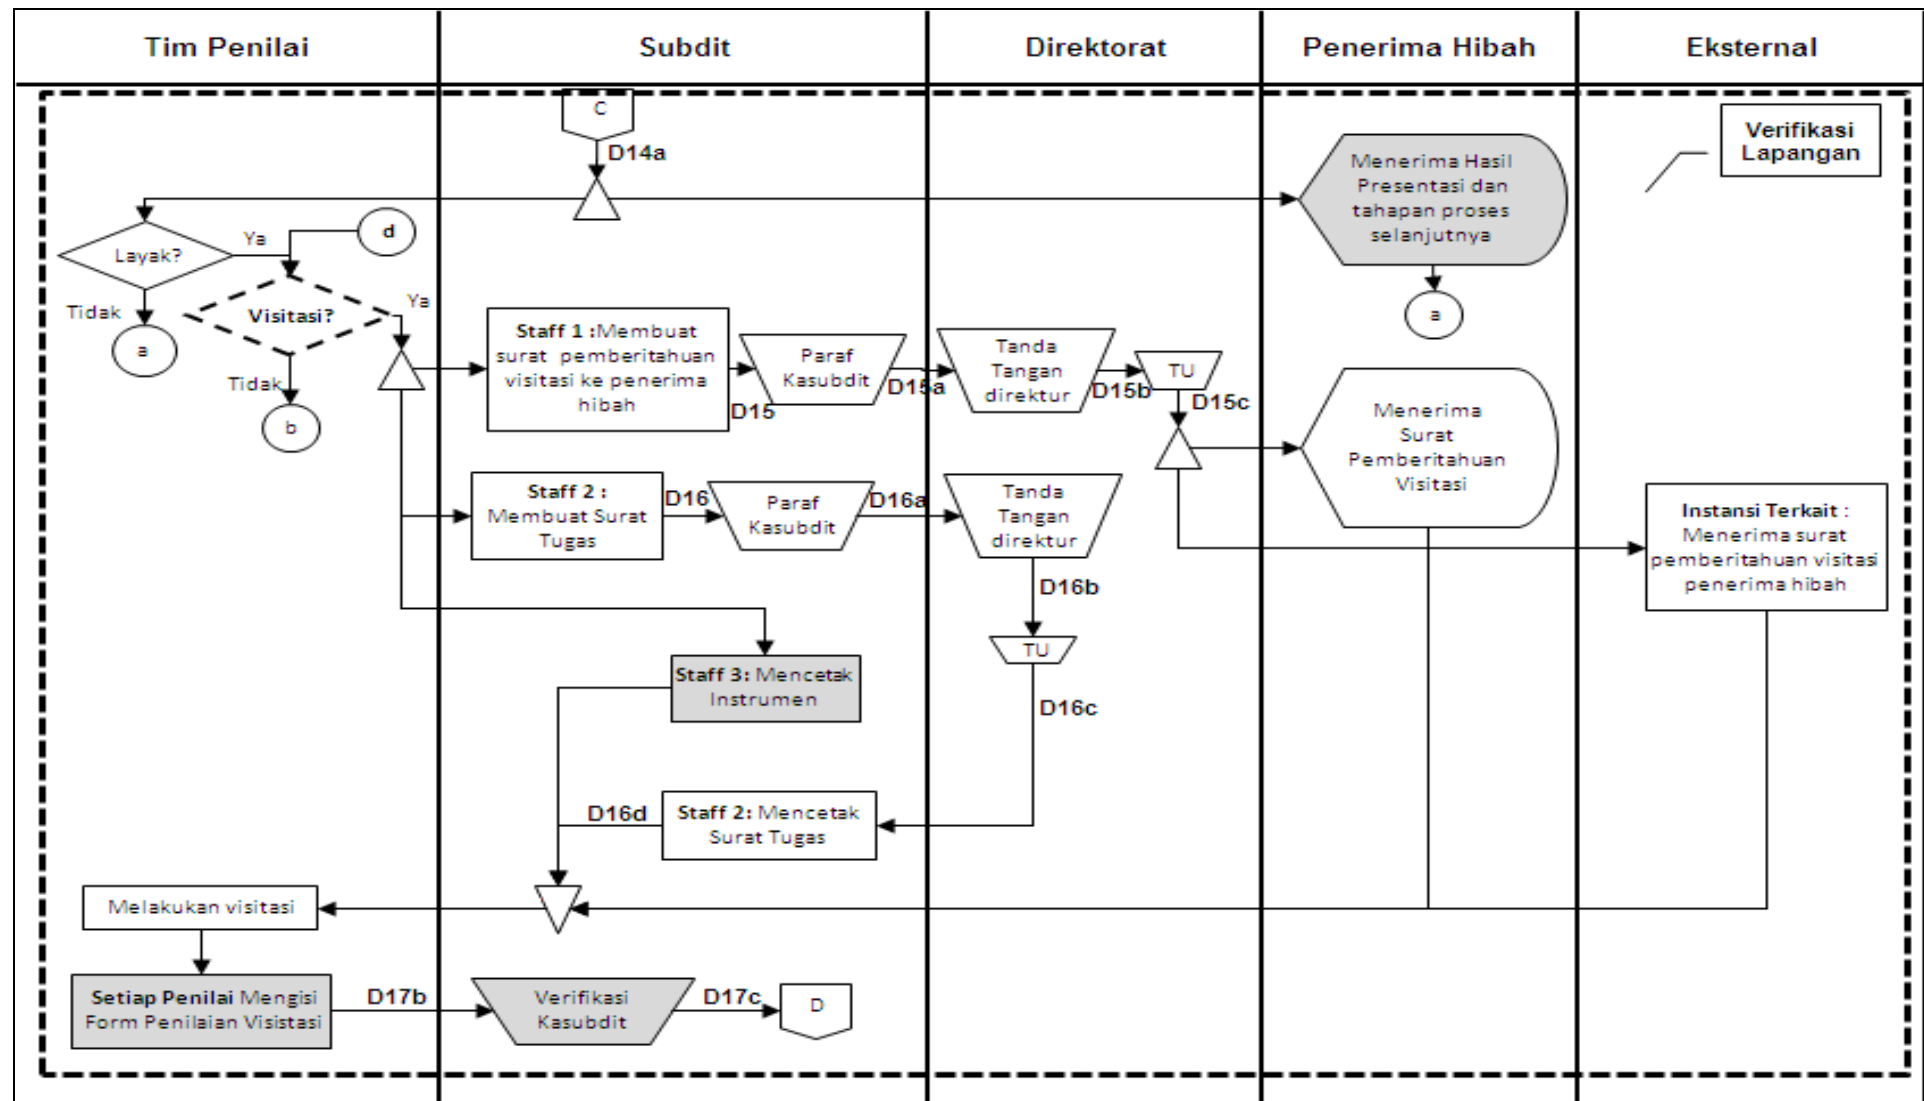 Tim Penilai
Subdit
Direktorat
Penerima Hibah
Eksternal
C
D14a
Verifikasi
Lapangan
Menerima Hasil
Presentasi dan
tahapan proses
selanjutnya
a
Layak?
Ya
d
Tidak
a
Visitasi?
Ya
Tidak
b
Staff 1 :Membuat
surat pemberitahuan
visitasi ke penerima
hibah
D15
Paraf
Kasubdit
D15a
Tanda
Tangan
direktur
D15b
TU
D15c
Menerima
Surat
Pemberitahuan
Visitasi
Staff 2 :
Membuat Surat
Tugas
D16
Paraf
Kasubdit
D16a
Tanda
Tangan
direktur
D16b
TU
D16c
Instansi Terkait :
Menerima surat
pemberitahuan visitasi
penerima hibah
Staff 3: Mencetak
Instrumen
D16d
Staff 2: Mencetak
Surat Tugas
Melakukan visitasi
Setiap Penilai Mengisi
Form Penilaian Visistasi
D17b
Verifikasi
Kasubdit
D17c
D